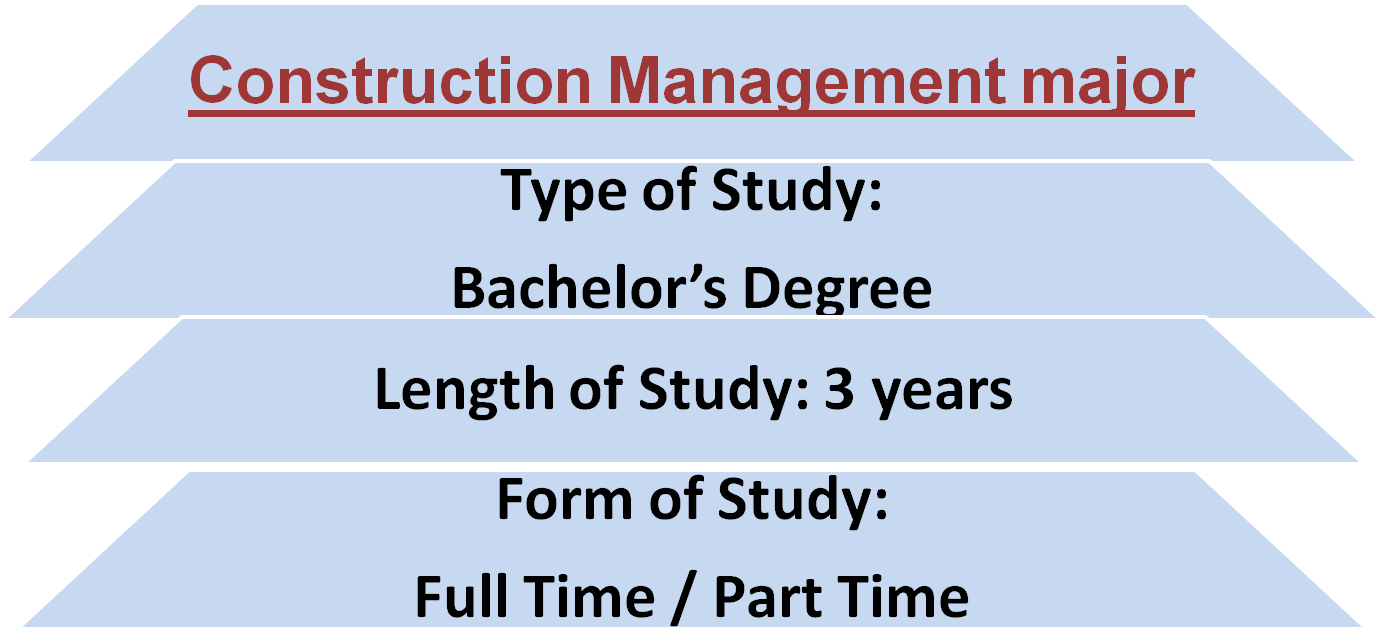 Construction Management major
Type of Study:
Bachelor’s Degree
Length of Study: 3 years
Form of Study:
Full Time / Part Time